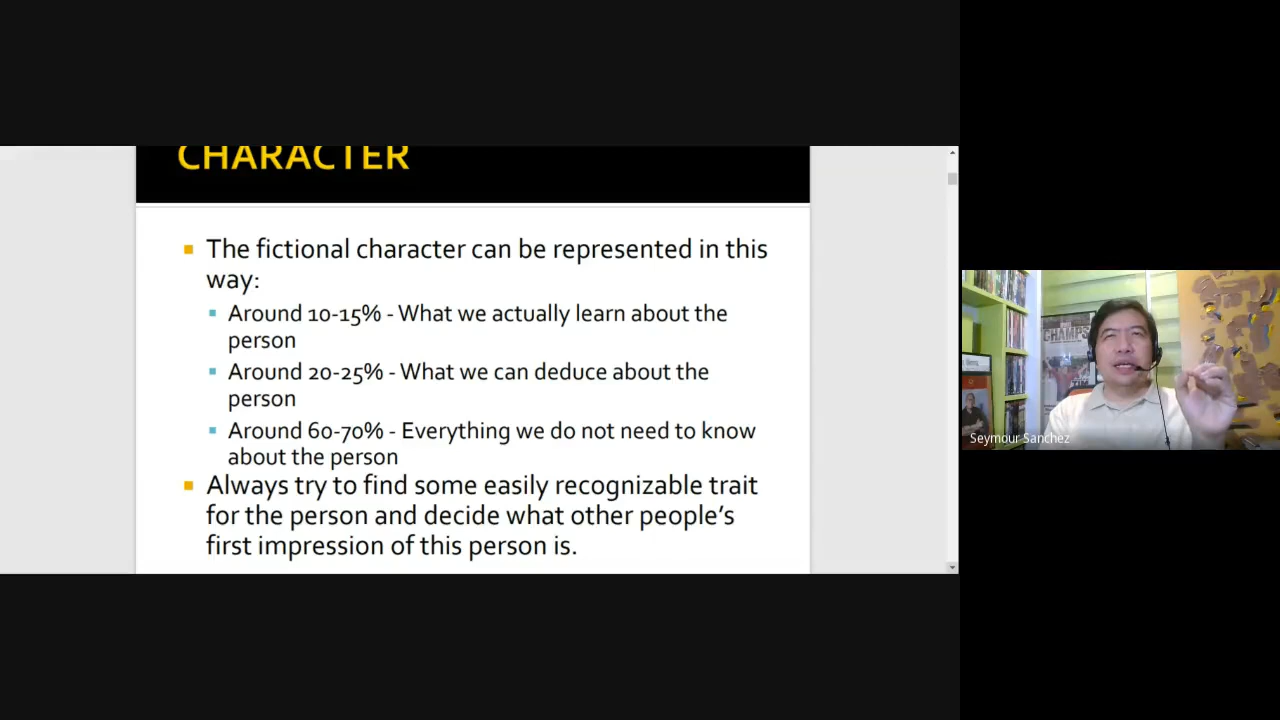 CHARACTER
▪ The fictional character can be represented in this
way:
▪ Around 10-15% - What we actually learn about the
person
▪ Around 20-25% - What we can deduce about the
person
▪ Around 60-70% - Everything we do not need to know
about the person
▪ Always try to find some easily recognizable trait
for the person and decide what other people’s
first impression of this person is.
CHAMPS
Seymour Sanchez